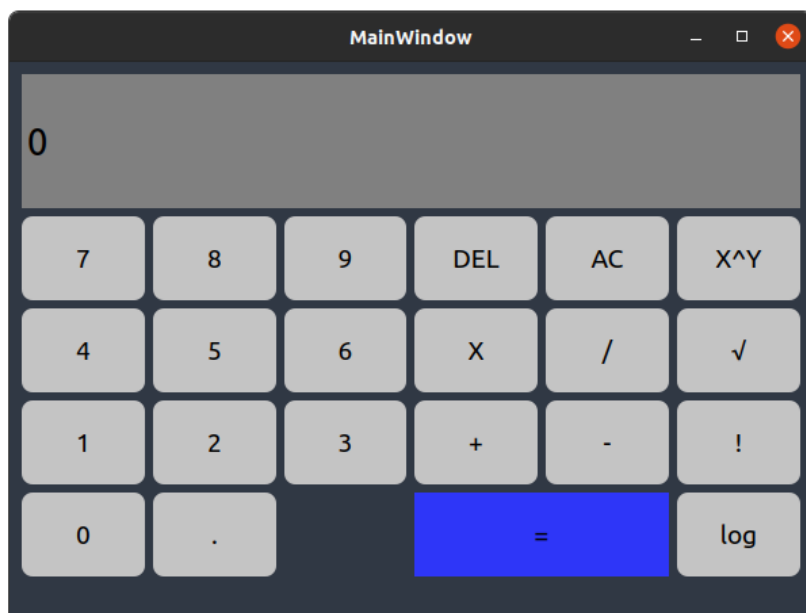 MainWindow
0
7 8 9 DEL AC X^Y
4 5 6 X / √
1 2 3 + - !
0 . = log